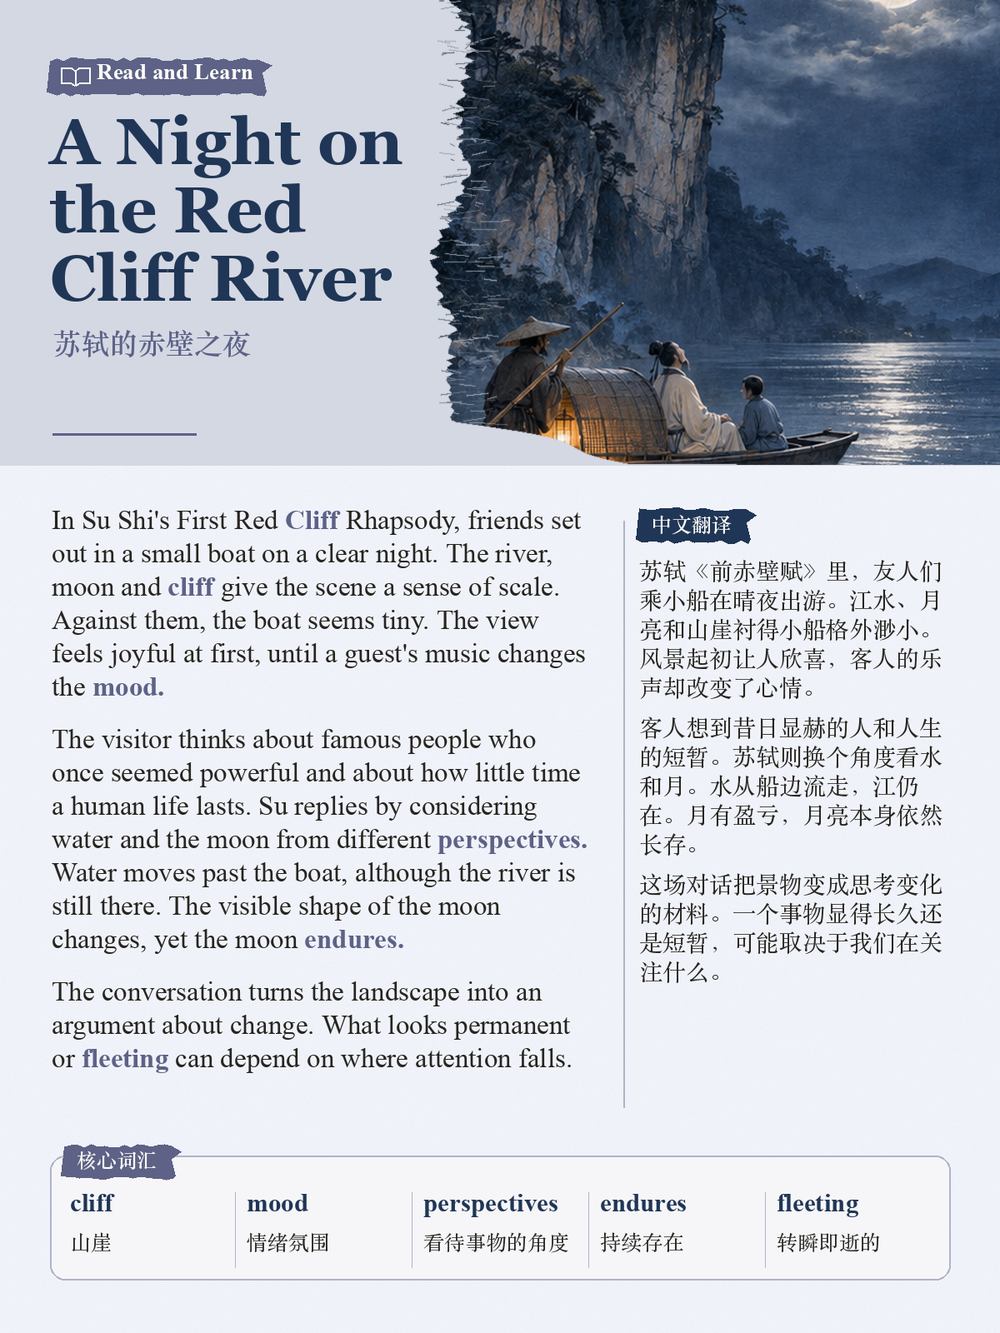 Read and Learn
A Night on
the Red
Cliff River
苏轼的赤壁之夜
In Su Shi's First Red Cliff Rhapsody, friends set
out in a small boat on a clear night. The river,
moon and cliff give the scene a sense of scale.
Against them, the boat seems tiny. The view
feels joyful at first, until a guest's music changes
the mood.
The visitor thinks about famous people who
once seemed powerful and about how little time
a human life lasts. Su replies by considering
water and the moon from different perspectives.
Water moves past the boat, although the river is
still there. The visible shape of the moon
changes, yet the moon endures.
The conversation turns the landscape into an
argument about change. What looks permanent
or fleeting can depend on where attention falls.
中文翻译
苏轼《前赤壁赋》里，友人们
乘小船在晴夜出游。江水、月
亮和山崖衬得小船格外渺小。
风景起初让人欣喜，客人的乐
声却改变了心情。
客人想到昔日显赫的人和人生
的短暂。苏轼则换个角度看水
和月。水从船边流走，江仍
在。月有盈亏，月亮本身依然
长存。
这场对话把景物变成思考变化
的材料。一个事物显得长久还
是短暂，可能取决于我们在关
注什么。
核心词汇
cliff
山崖
mood
情绪氛围
perspectives
看待事物的角度
endures
持续存在
fleeting
转瞬即逝的